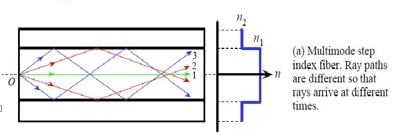 n2
n1
3
2
1
O
n
(a) Multimode step
index fiber. Ray paths
are different so that
rays arrive at different
times.